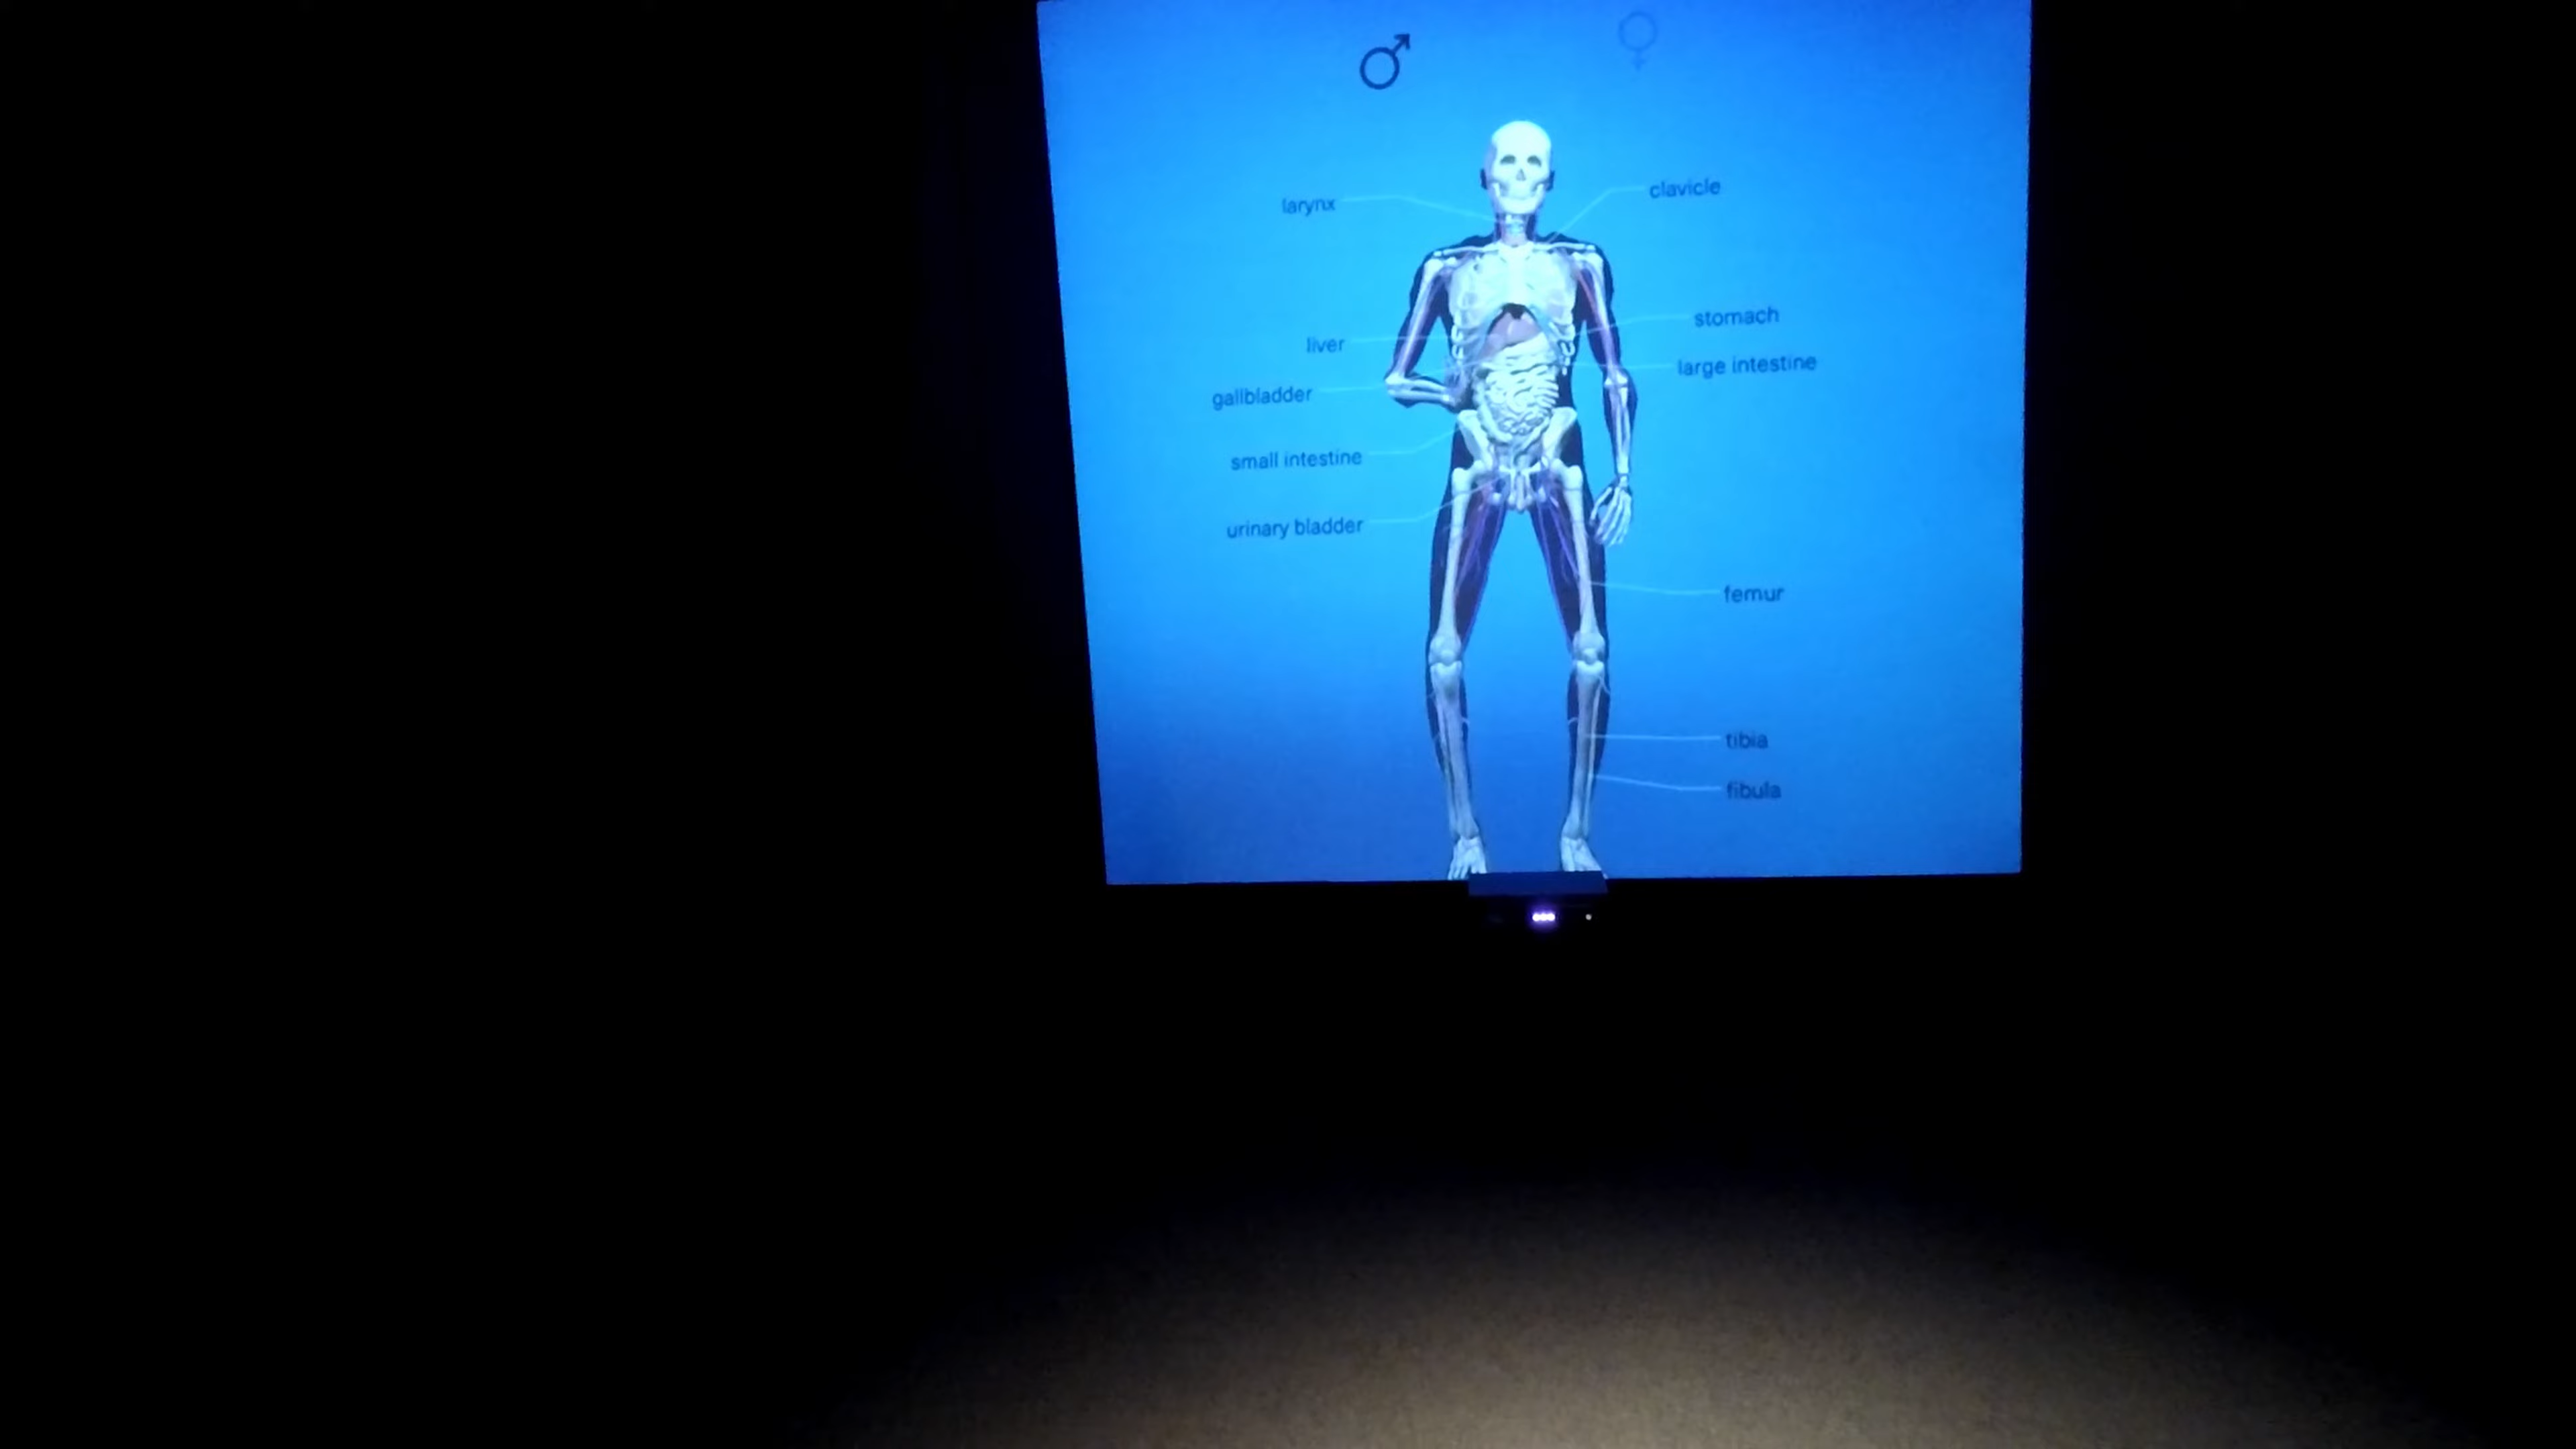 larynx
clavicle
liver
stomach
gallbladder
large intestine
small intestine
urinary bladder
femur
tibia
fibula